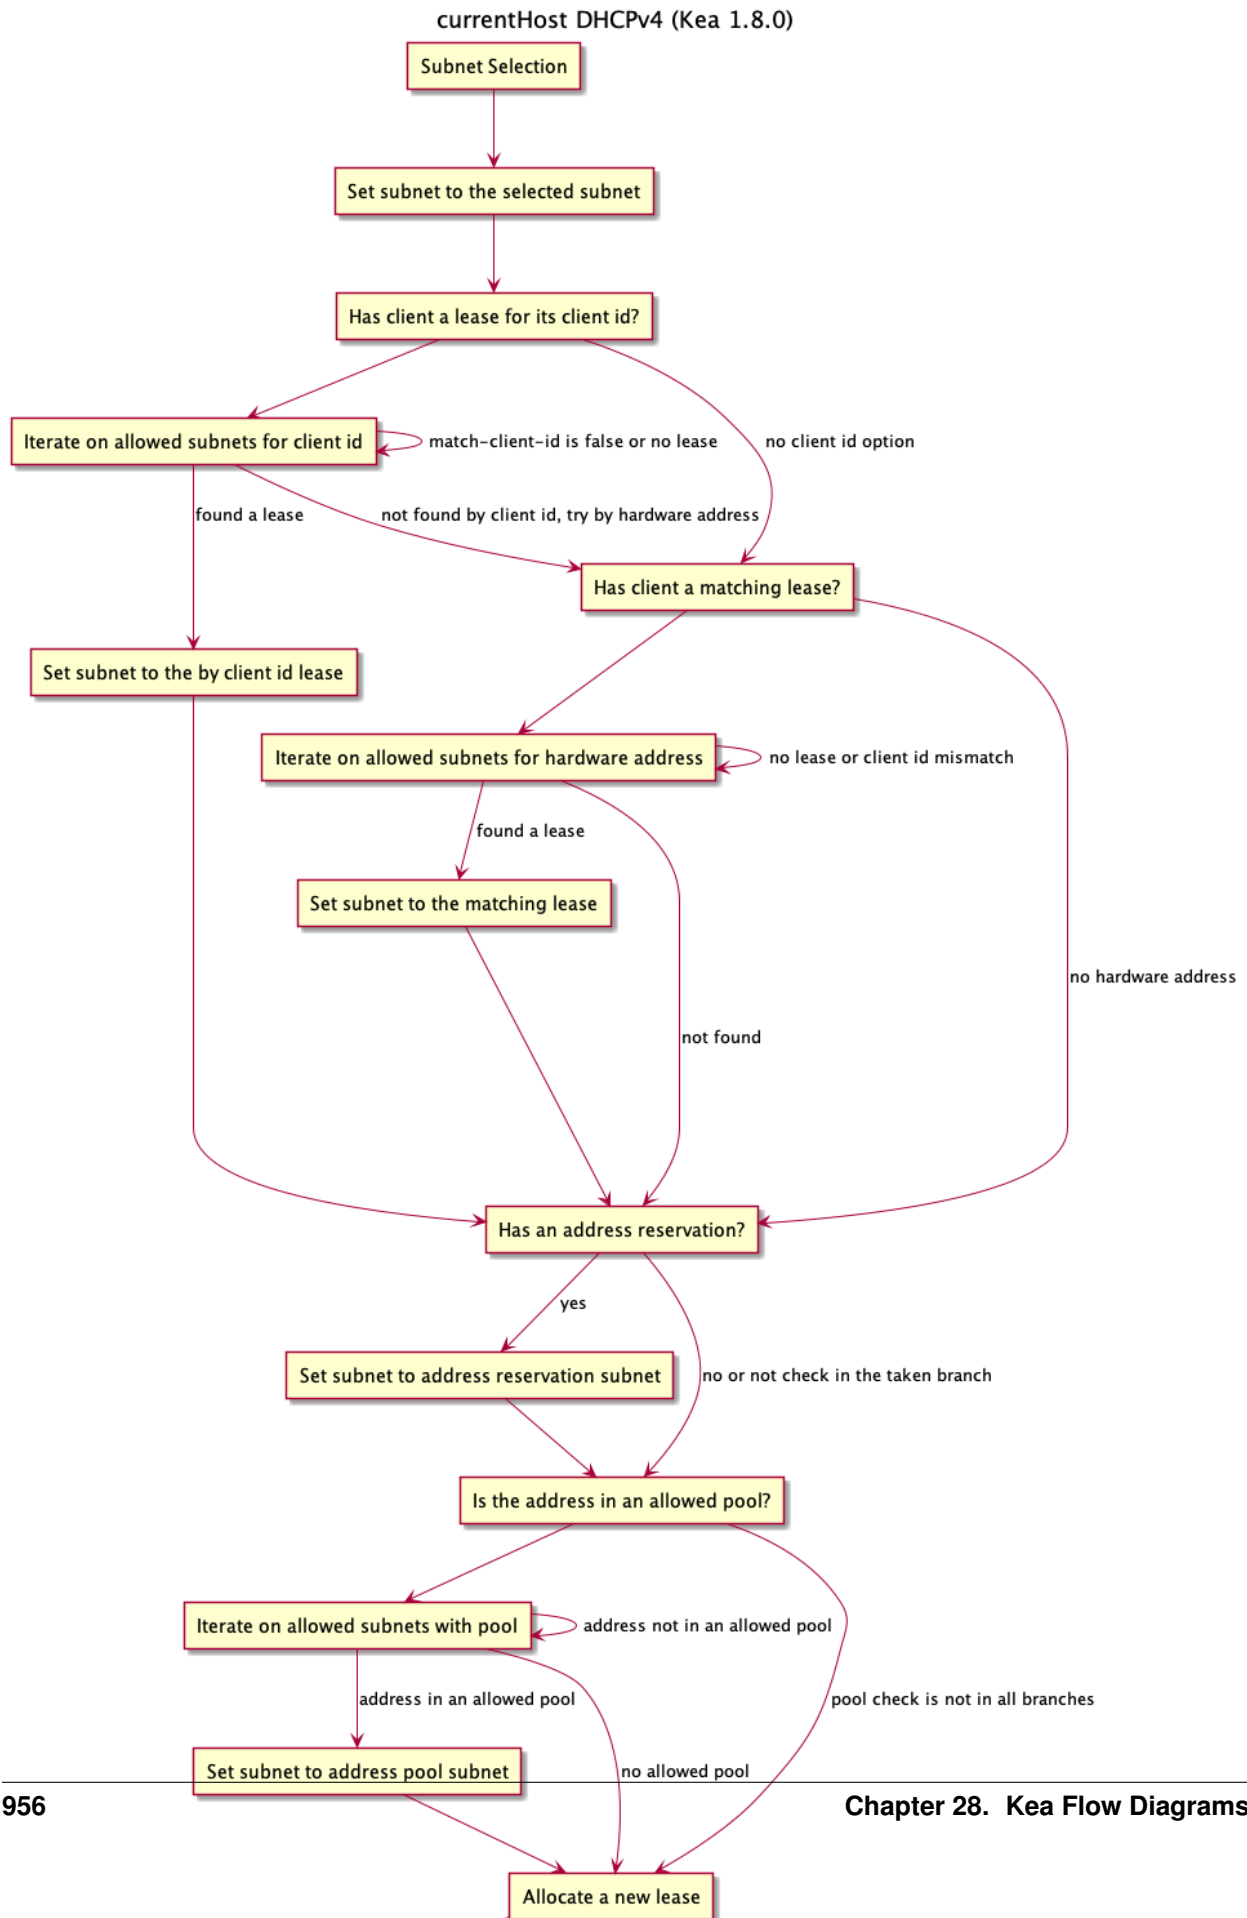 currentHost DHCPv4 (Kea 1.8.0)
Subnet Selection
Set subnet to the selected subnet
Has client a lease for its client id?
Iterate on allowed subnets for client id
match-client-id is false or no lease
no client id option
found a lease
not found by client id, try by hardware address
Has client a matching lease?
Set subnet to the by client id lease
Iterate on allowed subnets for hardware address
no lease or client id mismatch
found a lease
Set subnet to the matching lease
no hardware address
not found
Has an address reservation?
yes
Set subnet to address reservation subnet
no or not check in the taken branch
Is the address in an allowed pool?
Iterate on allowed subnets with pool
address not in an allowed pool
address in an allowed pool
pool check is not in all branches
Set subnet to address pool subnet
no allowed pool
956
Chapter 28. Kea Flow Diagrams
Allocate a new lease